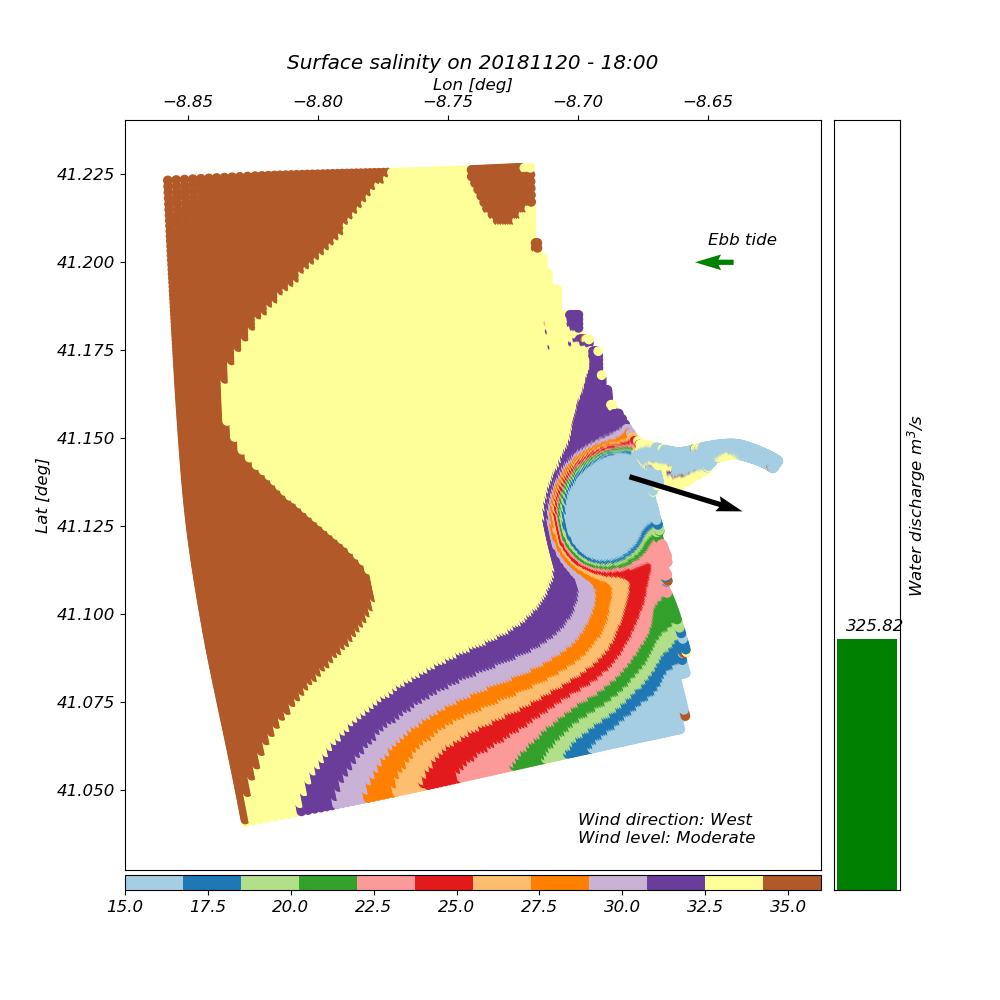 Surface salinity on 20181120 - 18:00
Lon [deg]
−8.85 −8.80 −8.75 −8.70 −8.65
41.225
41.200
41.175
41.150
41.125
41.100
41.075
41.050
Lat [deg]
Ebb tide
Wind direction: West
Wind level: Moderate
15.0 17.5 20.0 22.5 25.0 27.5 30.0 32.5 35.0
325.82
Water discharge m³/s